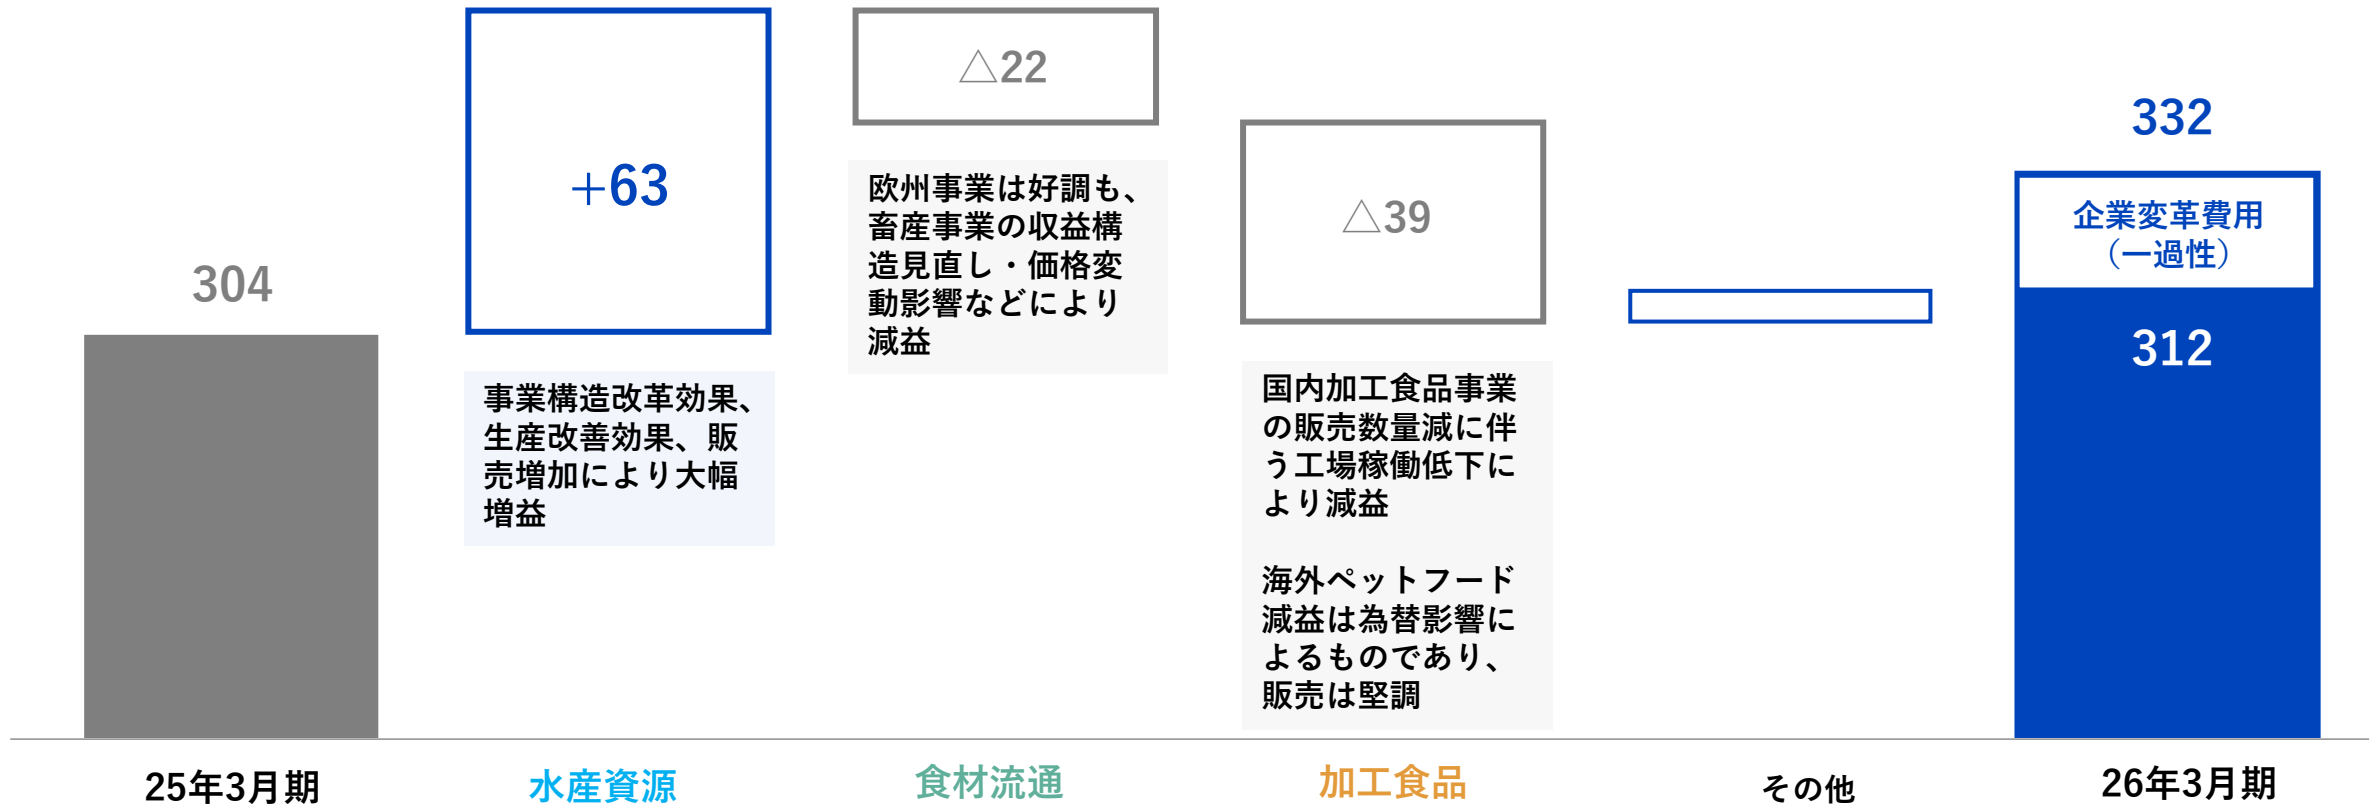 304
25年3月期
+63
事業構造改革効果、
生産改善効果、販
売増加により大幅
増益
水産資源
△22
欧州事業は好調も、
畜産事業の収益構
造見直し・価格変
動影響などにより
減益
食材流通
△39
国内加工食品事業
の販売数量減に伴
う工場稼働低下に
より減益
海外ペットフード
減益は為替影響に
よるものであり、
販売は堅調
加工食品
その他
332
企業変革費用
（一過性）
312
26年3月期